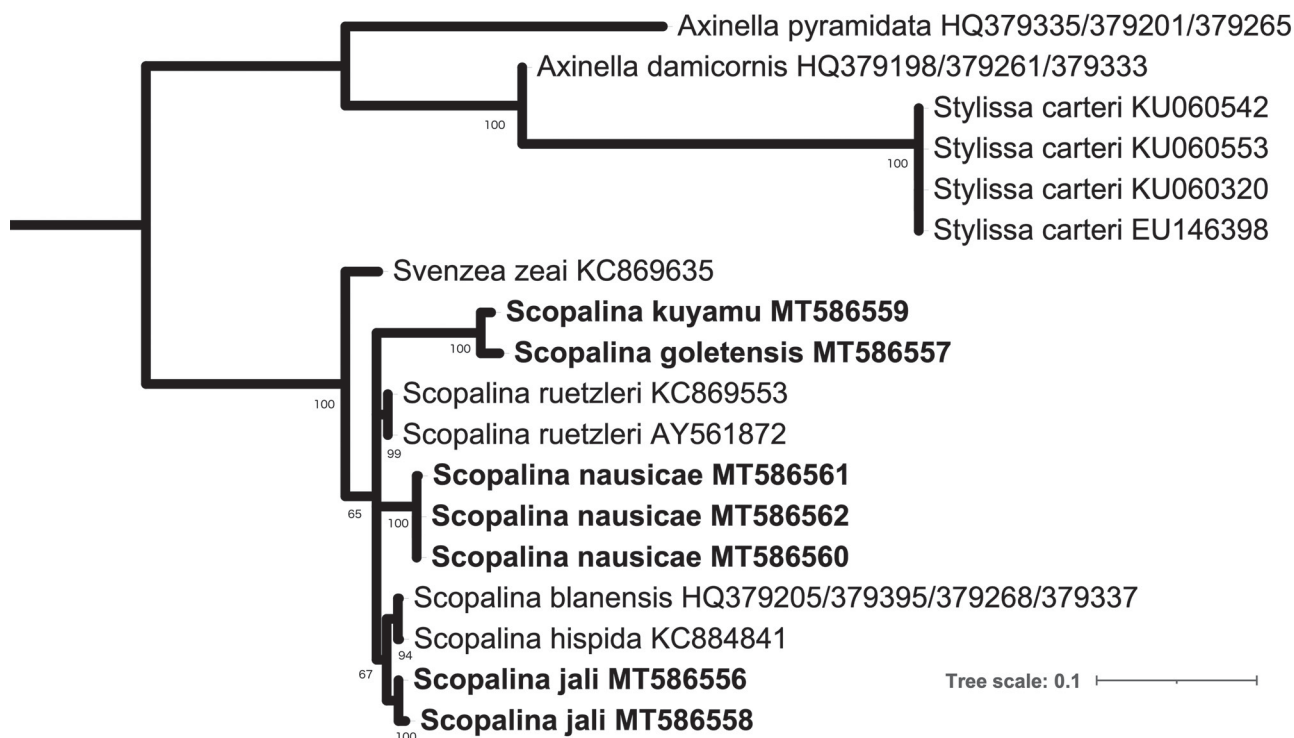 Axinella pyramidata HQ379335/379201/379265
Axinella damicornis HQ379198/379261/379333
100
Stylissa carteri KU060542
Stylissa carteri KU060553
100
Stylissa carteri KU060320
Stylissa carteri EU146398
Svenzea zeai KC869635
Scopalina kuyamu MT586559
100
Scopalina goletensis MT586557
Scopalina ruetzleri KC869553
100
Scopalina ruetzleri AY561872
99
Scopalina nausicae MT586561
Scopalina nausicae MT586562
65
100
Scopalina nausicae MT586560
Scopalina blanensis HQ379205/379395/379268/379337
Scopalina hispida KC884841
94
67
Scopalina jali MT586556
Tree scale: 0.1
Scopalina jali MT586558
100